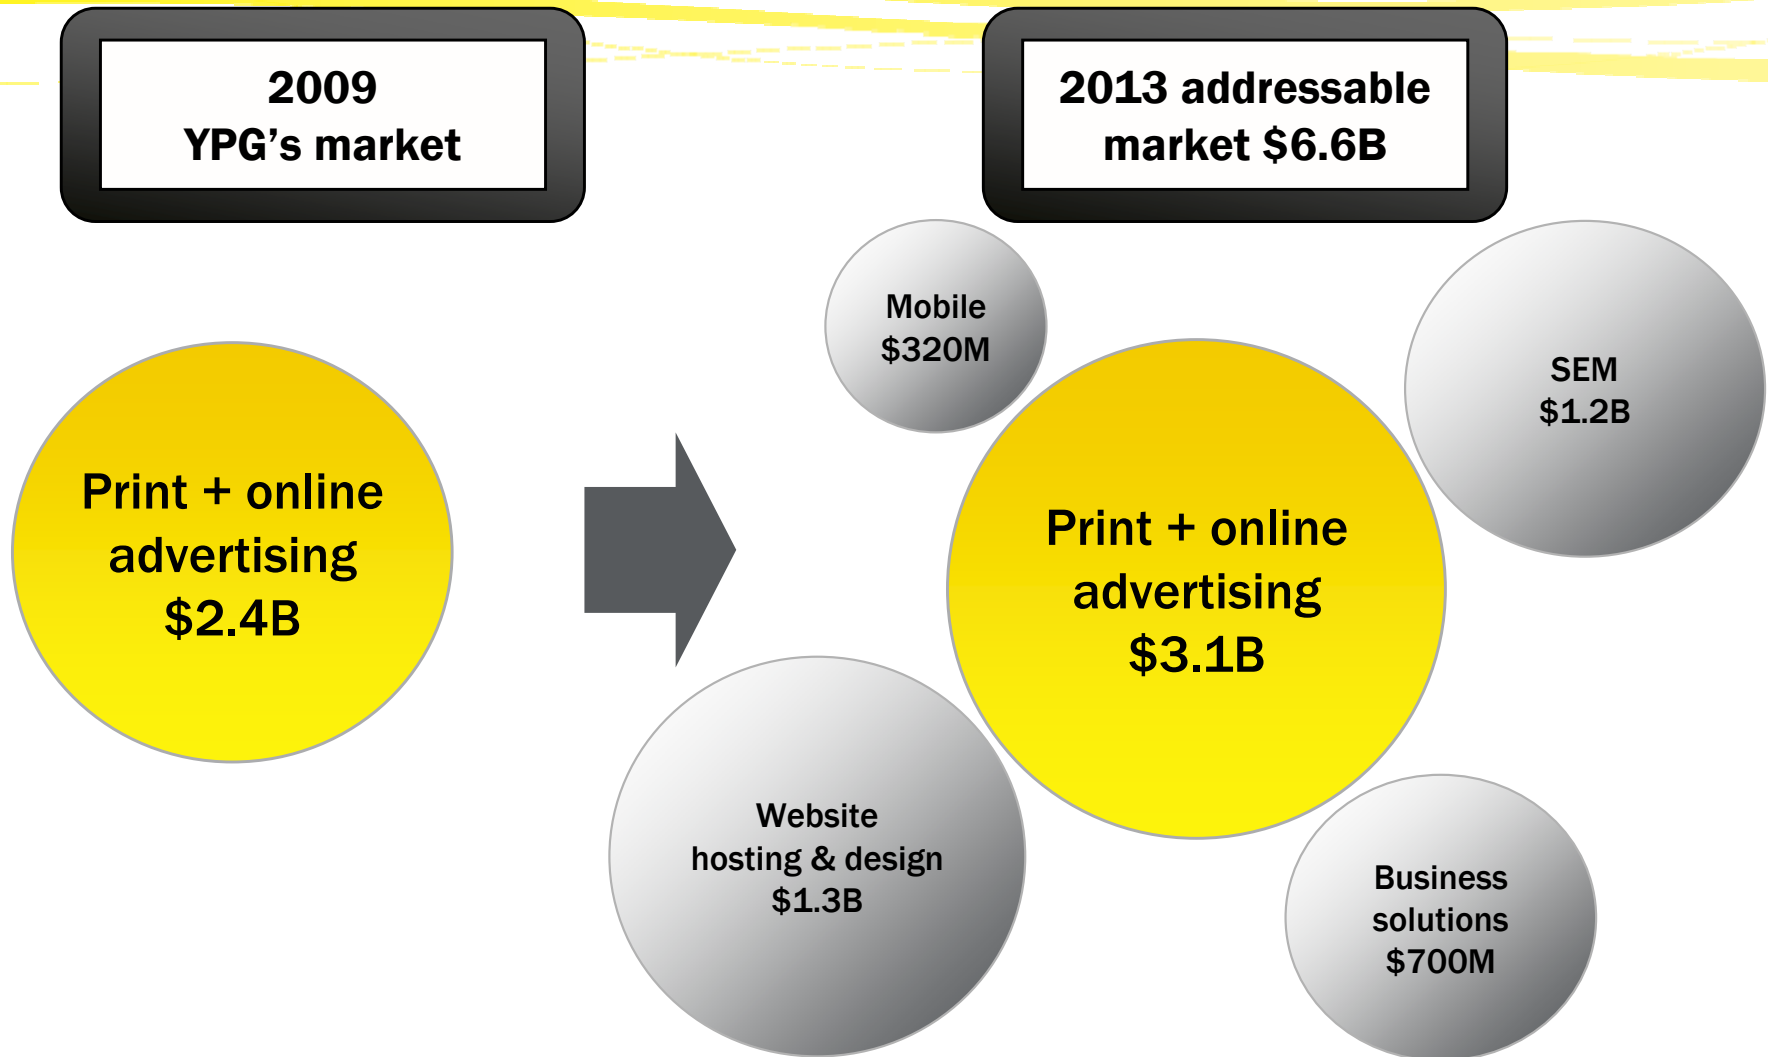 2009
YPG’s market
2013 addressable
market $6.6B
Mobile
$320M
SEM
$1.2B
Print + online
advertising
$2.4B
Print + online
advertising
$3.1B
Website
hosting & design
$1.3B
Business
solutions
$700M